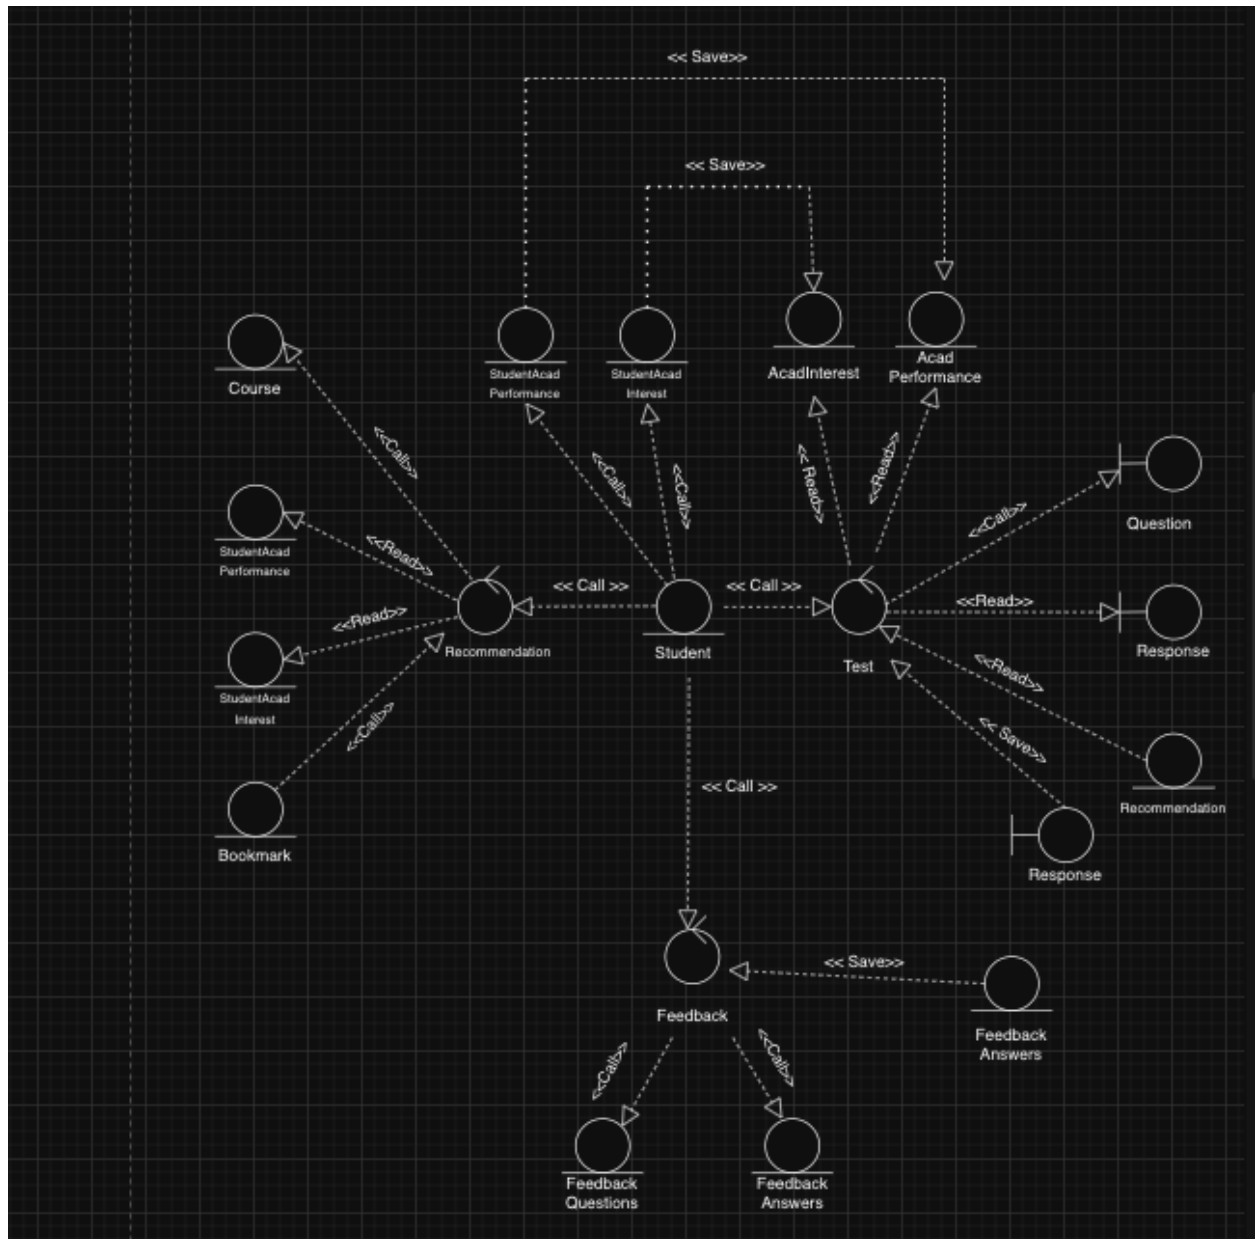 << Save>>
<< Save>>
Course
StudentAcad
Performance
StudentAcad
Interest
AcadInterest
Acad
Performance
<<Call>>
<<Call>>
<<Call>>
<< Read>>
<<Read>>
<<Call>>
Question
StudentAcad
Performance
<<Read>>
<< Call >>
<< Call >>
<<Read>>
<<Read>>
StudentAcad
Interest
Recommendation
Student
Test
Response
<<Read>>
<<Call>>
<< Save>>
<< Call >>
Recommendation
Bookmark
Response
<< Save>>
Feedback
Feedback
Answers
<<Call>>
<<Call>>
Feedback
Questions
Feedback
Answers